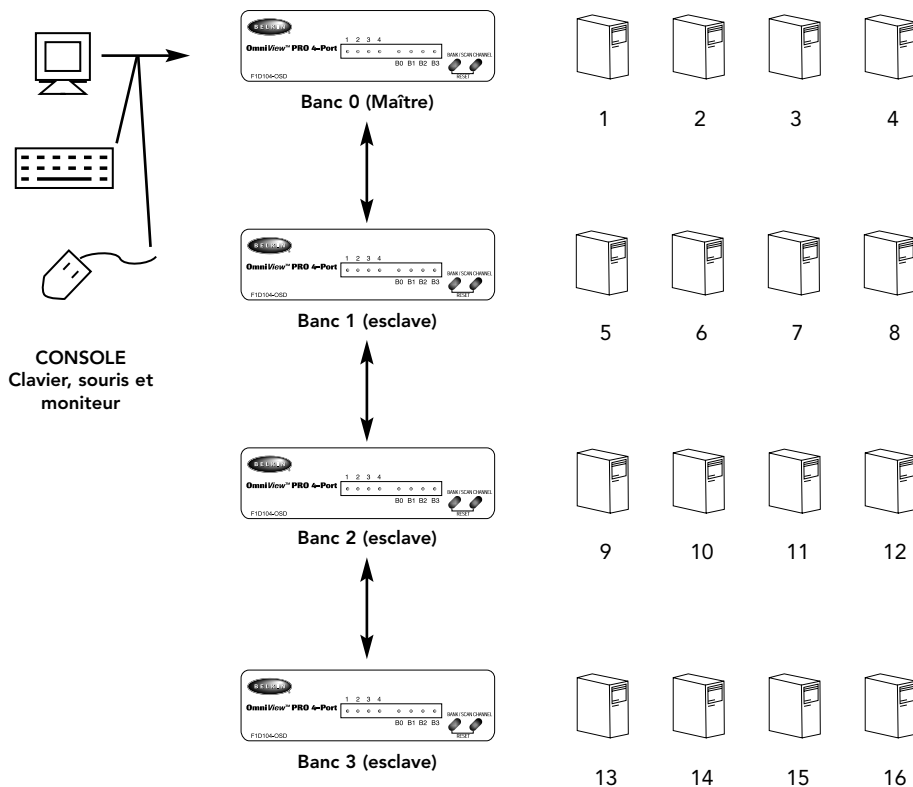 BELKIN
OmniView™ PRO 4-Port
1 2 3 4
B0 B1 B2 B3
BANK/SCAN CHANNEL
RESET
F1D104-OSD
Banc 0 (Maître)
1 2 3 4
BELKIN
OmniView™ PRO 4-Port
1 2 3 4
B0 B1 B2 B3
BANK/SCAN CHANNEL
RESET
F1D104-OSD
Banc 1 (esclave)
5 6 7 8
CONSOLE
Clavier, souris et
moniteur
BELKIN
OmniView™ PRO 4-Port
1 2 3 4
B0 B1 B2 B3
BANK/SCAN CHANNEL
RESET
F1D104-OSD
Banc 2 (esclave)
9 10 11 12
BELKIN
OmniView™ PRO 4-Port
1 2 3 4
B0 B1 B2 B3
BANK/SCAN CHANNEL
RESET
F1D104-OSD
Banc 3 (esclave)
13 14 15 16